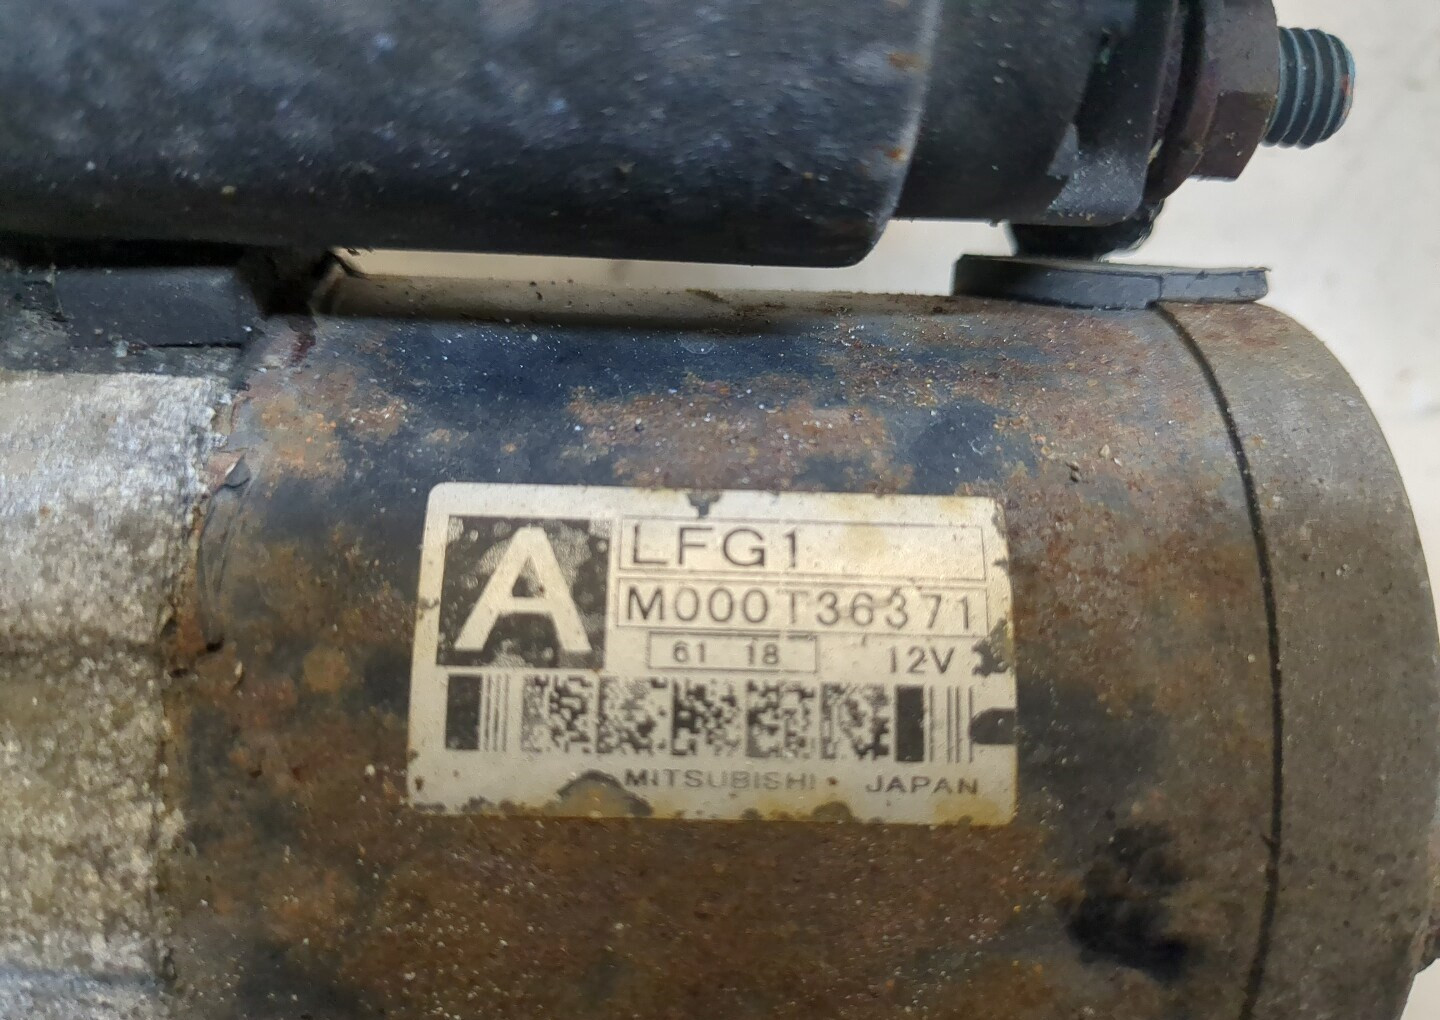 A
LFG1
M000T36371
61 18 12V
MITSUBISHI JAPAN